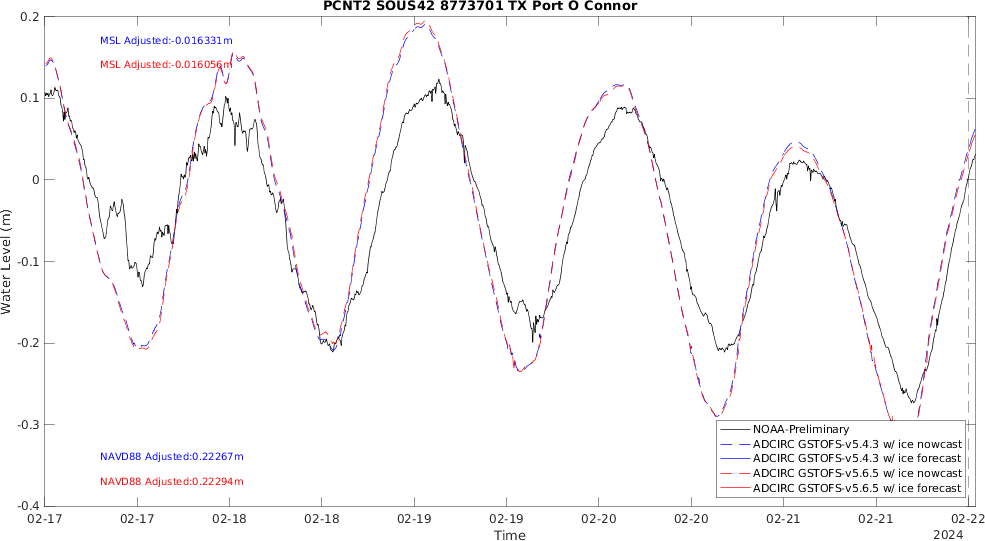 PCNT2 SOUS42 8773701 TX Port O Connor
0.2
0.1
0
-0.1
-0.2
-0.3
-0.4
Water Level (m)
MSL Adjusted:-0.016331m
MSL Adjusted:-0.016056m
NAVD88 Adjusted:0.22267m
NAVD88 Adjusted:0.22294m
NOAA-Preliminary
ADCIRC GSTOFS-v5.4.3 w/ ice nowcast
ADCIRC GSTOFS-v5.4.3 w/ ice forecast
ADCIRC GSTOFS-v5.6.5 w/ ice nowcast
ADCIRC GSTOFS-v5.6.5 w/ ice forecast
02-17 02-17 02-18 02-18 02-19 02-19 02-20 02-20 02-21 02-21 02-22
Time
2024